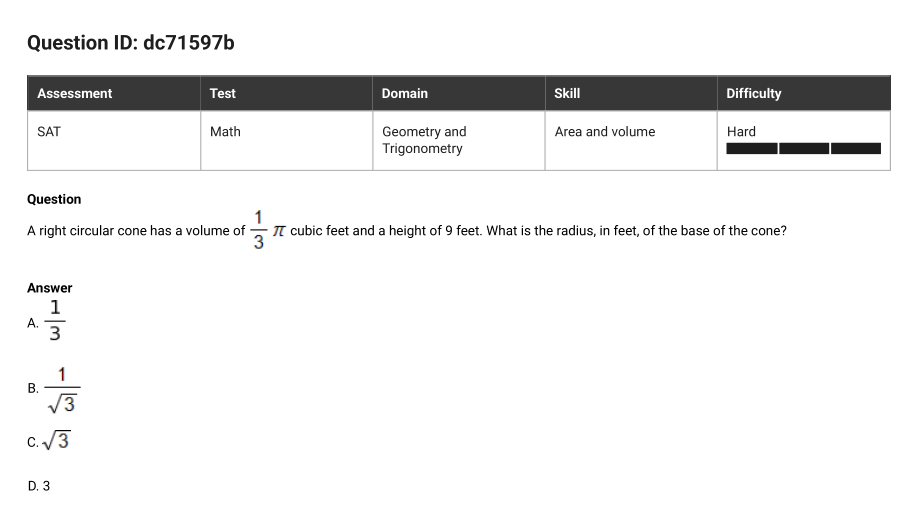 Question ID: dc71597b
Assessment Test Domain Skill Difficulty
SAT Math Geometry and Trigonometry Area and volume Hard
Question
A right circular cone has a volume of 1/3 π cubic feet and a height of 9 feet. What is the radius, in feet, of the base of the cone?
Answer
A. 1/3
B. 1/√3
C. √3
D. 3